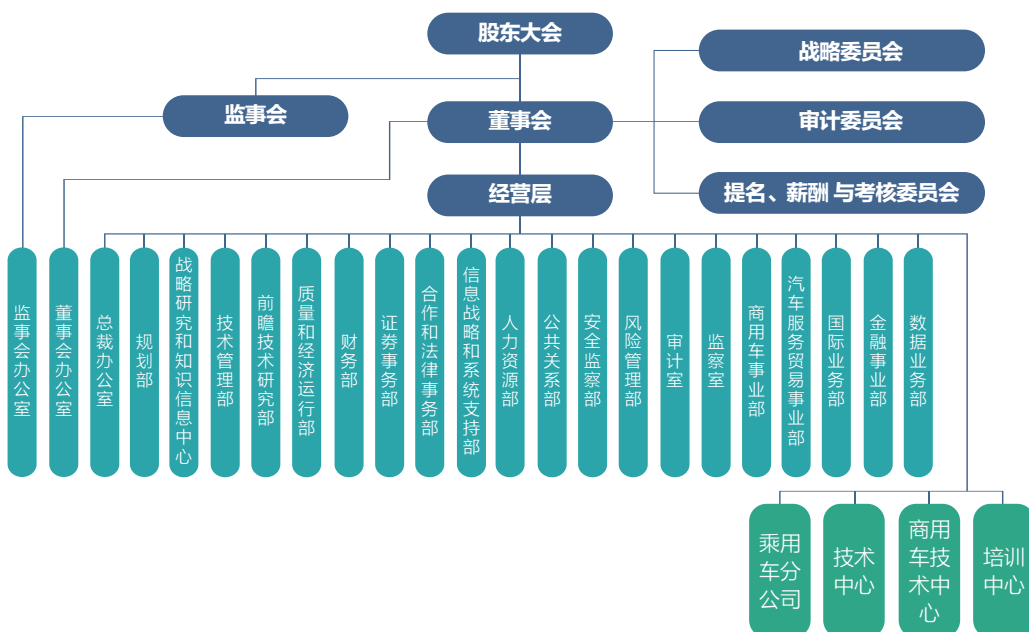 股东大会
战略委员会
监事会
董事会
审计委员会
经营层
提名、薪酬与考核委员会
监事会办公室
董事会办公室
总裁办公室
规划部
战略研究和知识信息中心
技术管理部
前瞻技术研究部
质量和经济运行部
财务部
证券事务部
合作和法律事务部
信息战略和系统支持部
人力资源部
公共关系部
安全监察部
风险管理部
审计室
监察室
商用车事业部
汽车服务贸易事业部
国际业务部
金融事业部
数据业务部
乘用
车分
公司
技术
中心
商用
车技
术中
心
培训
中心